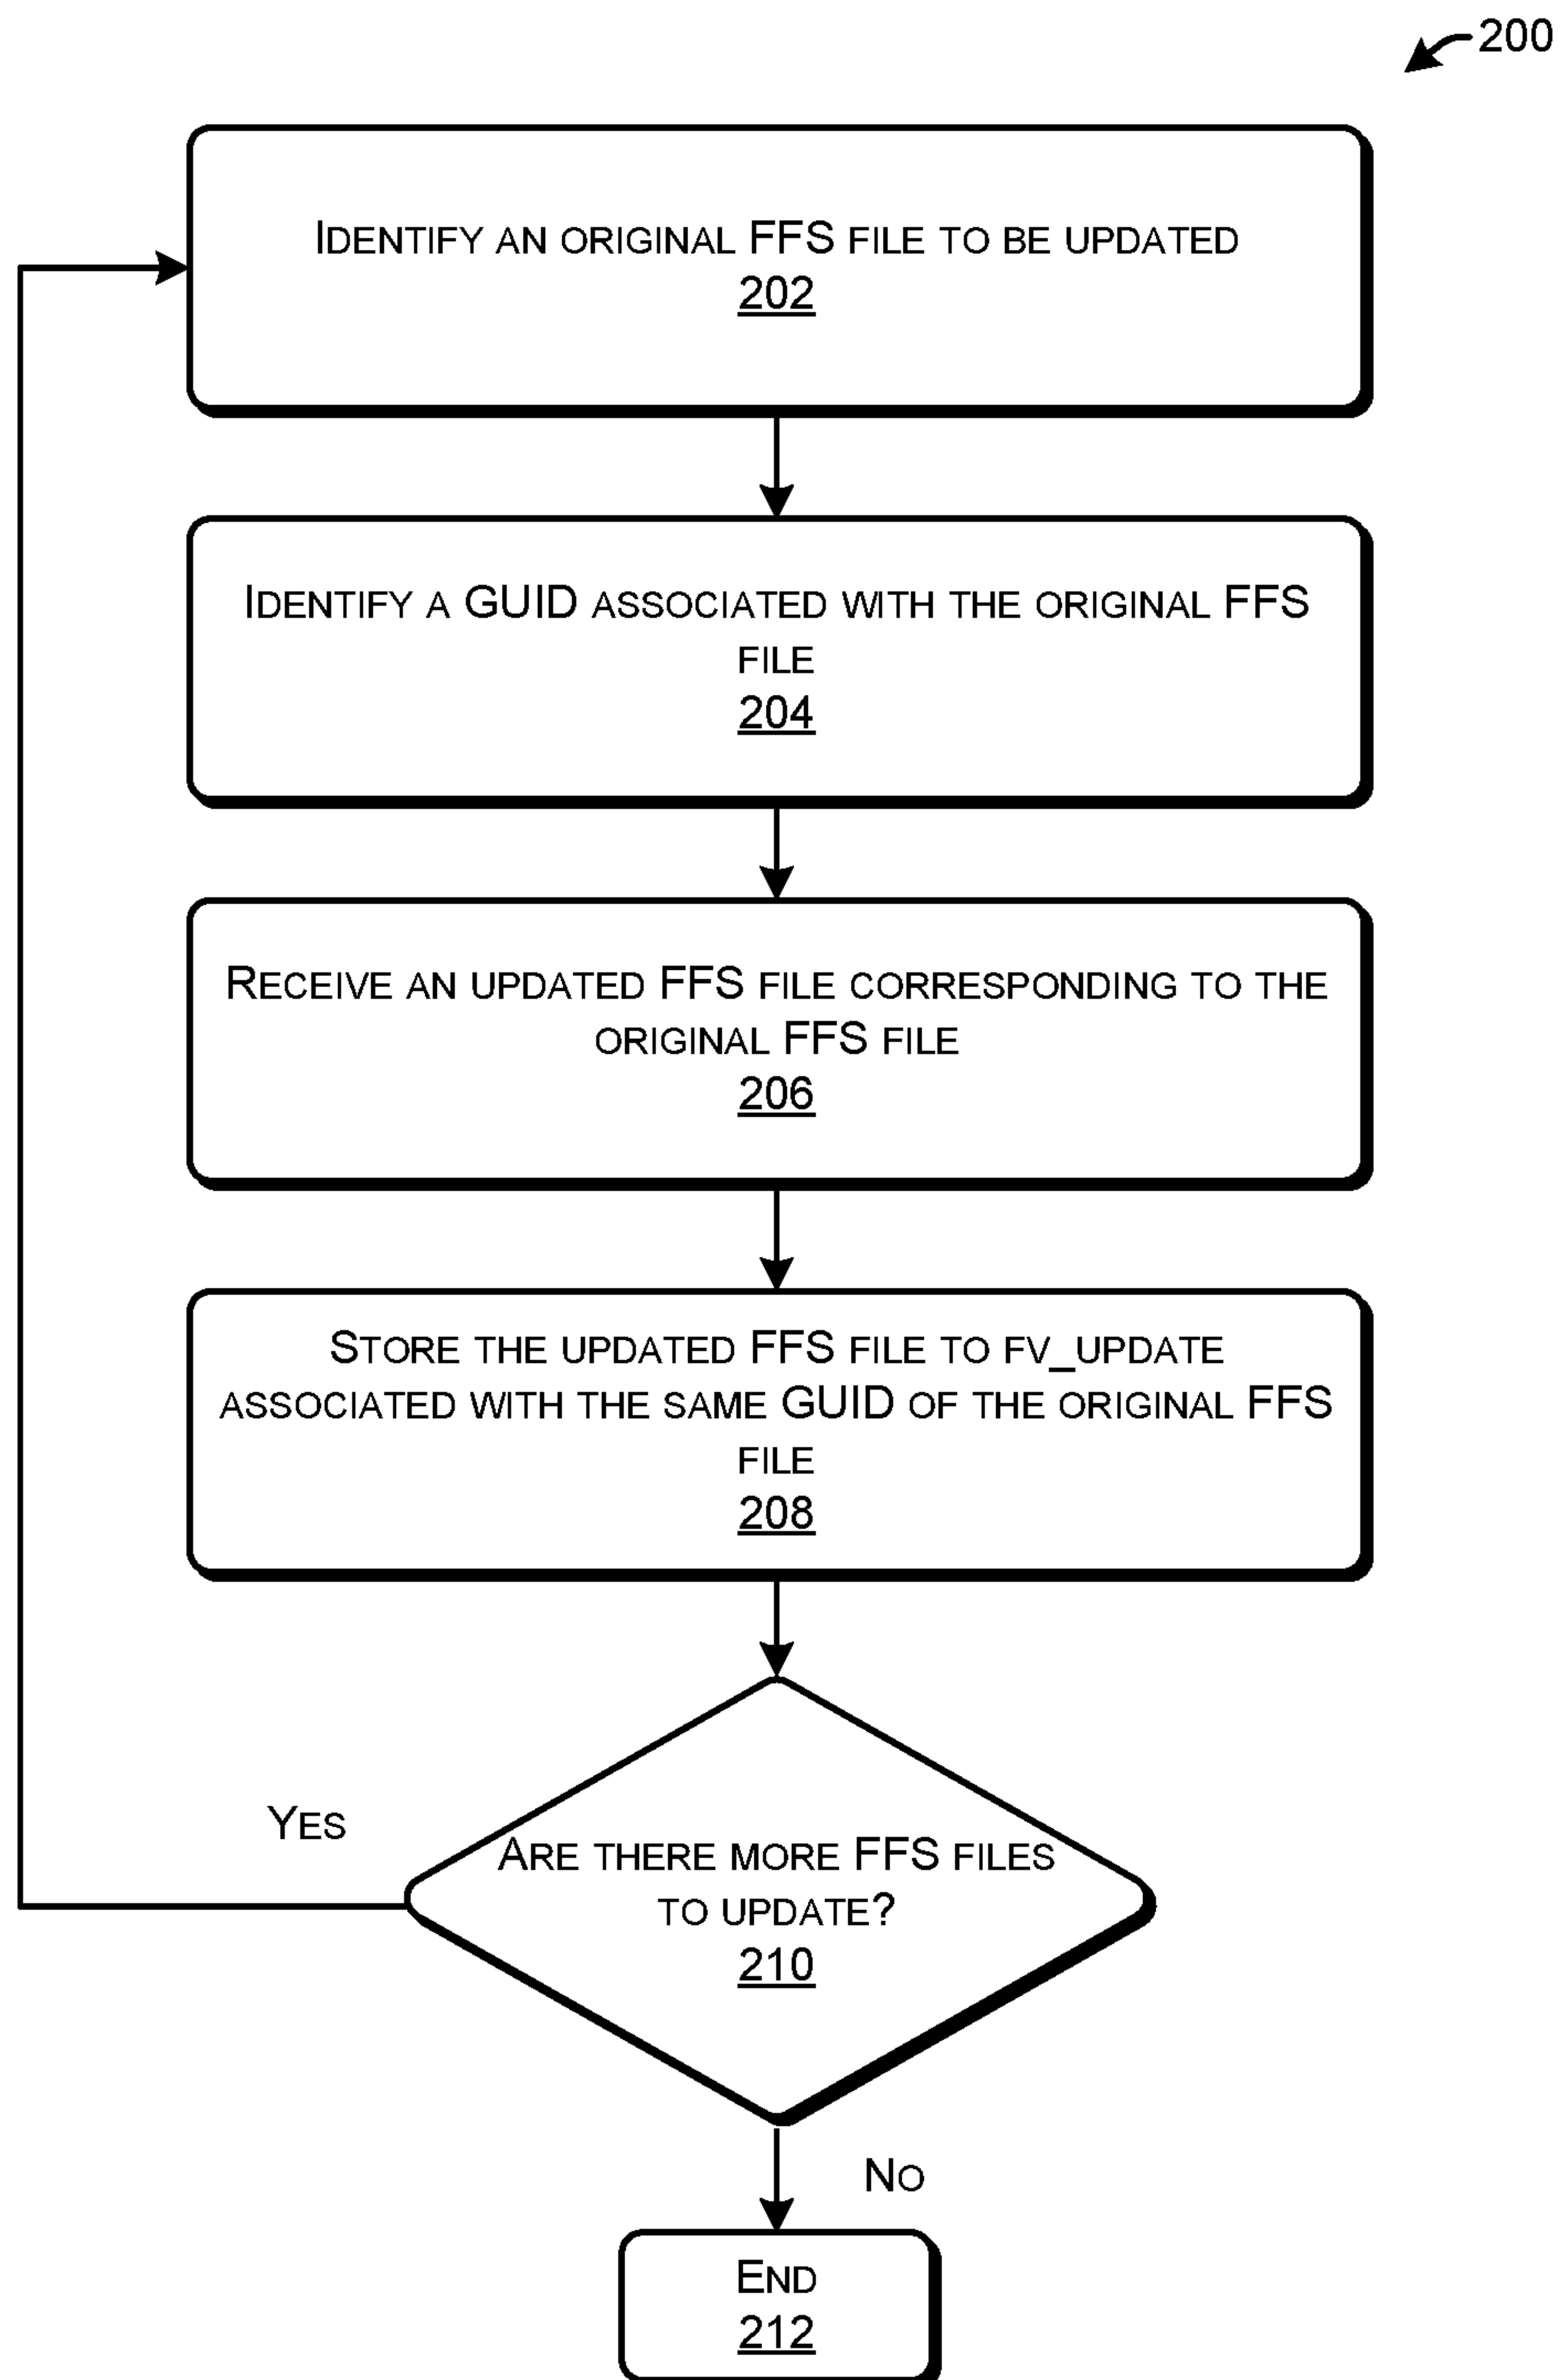 200
Identify an original FFS file to be updated
202
Identify a GUID associated with the original FFS
file
204
Receive an updated FFS file corresponding to the
original FFS file
206
Store the updated FFS file to fv_update
associated with the same GUID of the original FFS
file
208
Yes
Are there more FFS files
to update?
210
No
End
212